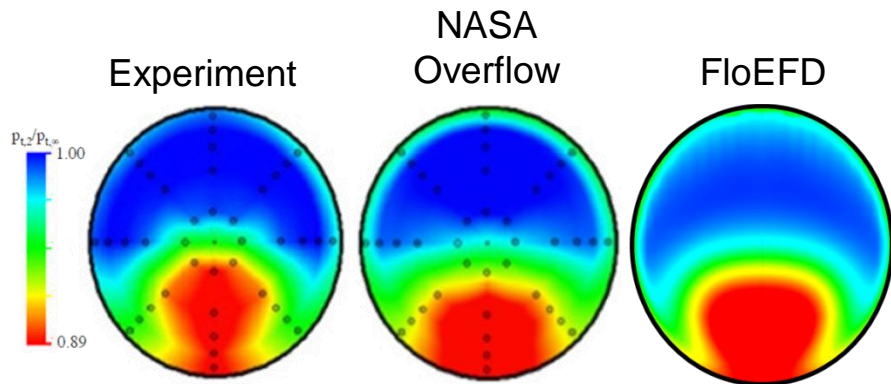 Experiment
NASA
Overflow
FloEFD
pt,2/pt,∞
1.00
0.89